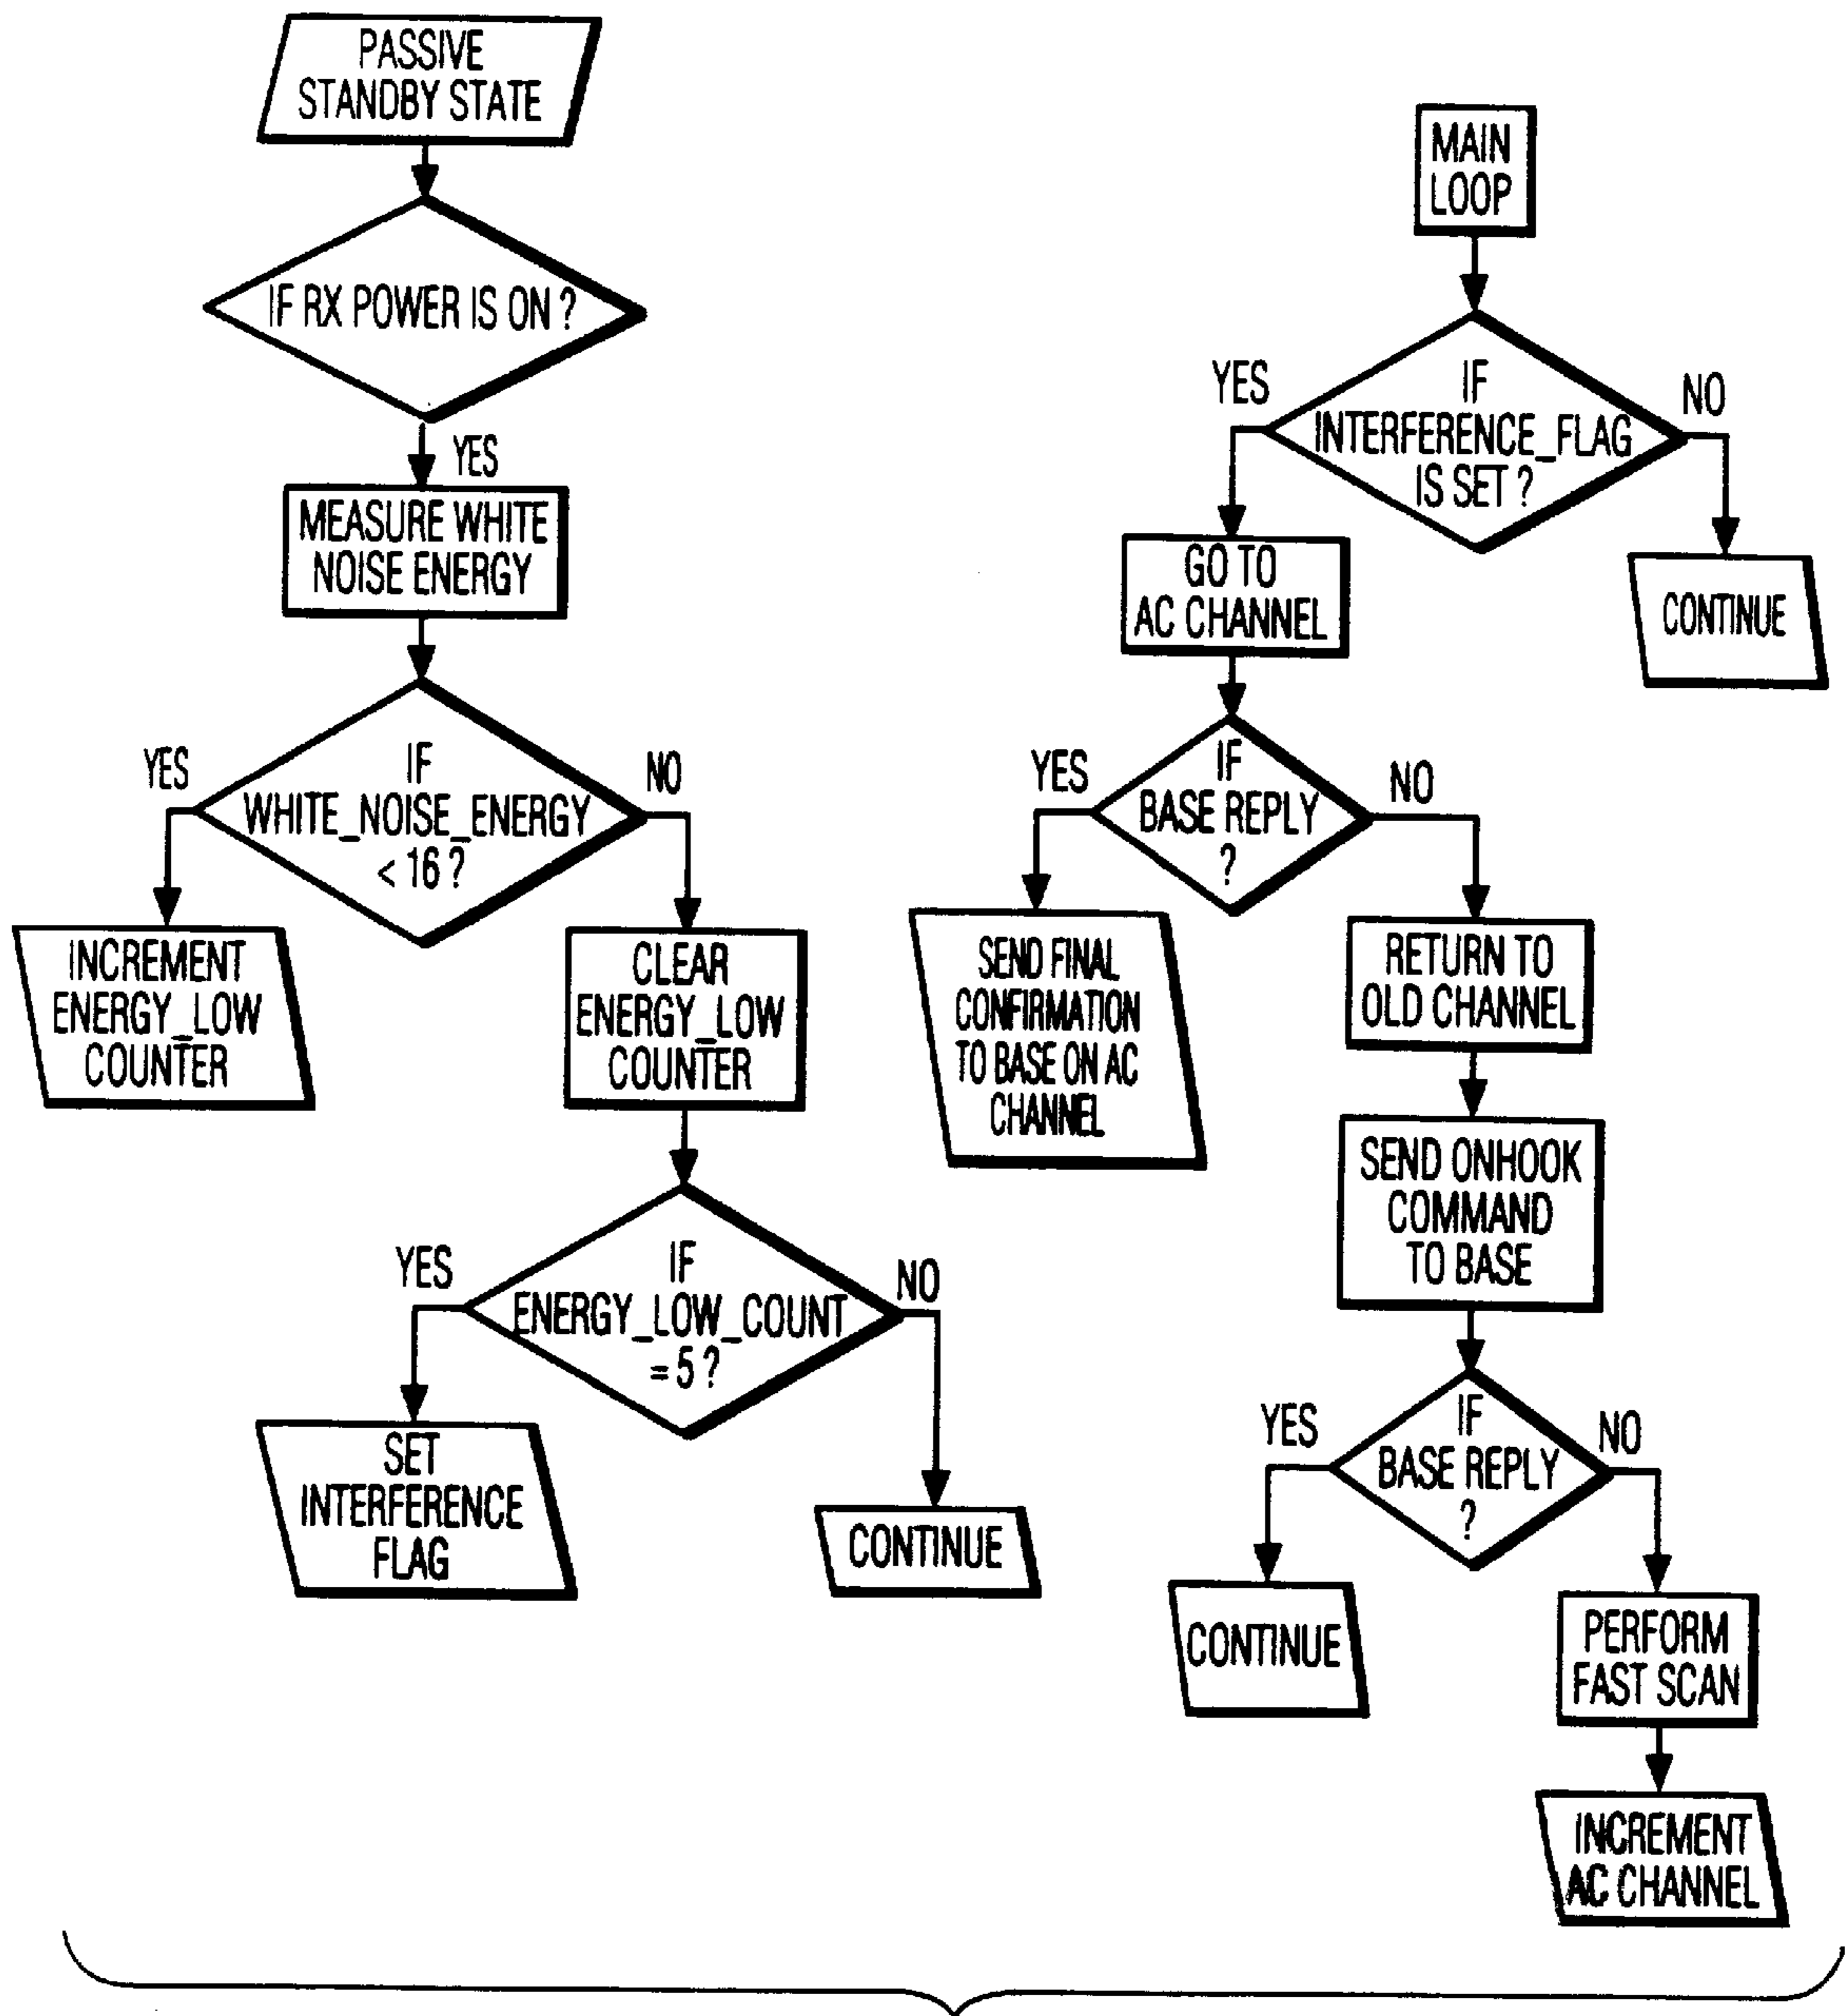 PASSIVE
STANDBY STATE
IF RX POWER IS ON ?
YES
MEASURE WHITE
NOISE ENERGY
YES
IF
WHITE_NOISE_ENERGY
< 16 ?
NO
INCREMENT
ENERGY_LOW
COUNTER
CLEAR
ENERGY_LOW
COUNTER
YES
IF
ENERGY_LOW_COUNT
= 5 ?
NO
SET
INTERFERENCE
FLAG
CONTINUE
MAIN
LOOP
YES
IF
INTERFERENCE_FLAG
IS SET ?
NO
GO TO
AC CHANNEL
CONTINUE
YES
IF
BASE REPLY
?
NO
SEND FINAL
CONFIRMATION
TO BASE ON AC
CHANNEL
RETURN TO
OLD CHANNEL
SEND ONHOOK
COMMAND
TO BASE
YES
IF
BASE REPLY
?
NO
CONTINUE
PERFORM
FAST SCAN
INCREMENT
AC CHANNEL